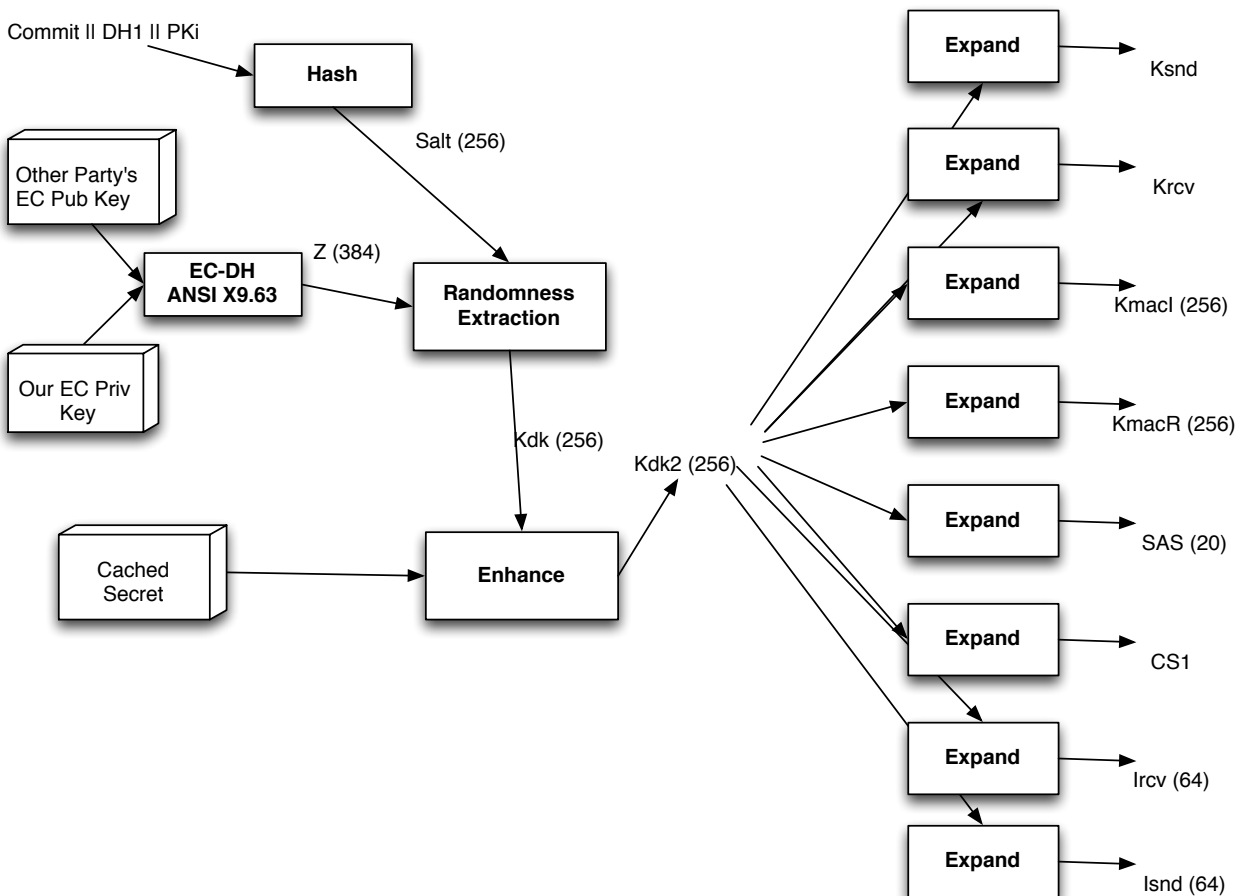 Commit || DH1 || PKi
Hash
Salt (256)
Other Party's
EC Pub Key
EC-DH
ANSI X9.63
Z (384)
Our EC Priv
Key
Randomness
Extraction
Kdk (256)
Cached
Secret
Enhance
Kdk2 (256)
Expand
Ksnd
Expand
Krcv
Expand
KmacI (256)
Expand
KmacR (256)
Expand
SAS (20)
Expand
CS1
Expand
Ircv (64)
Expand
Isnd (64)